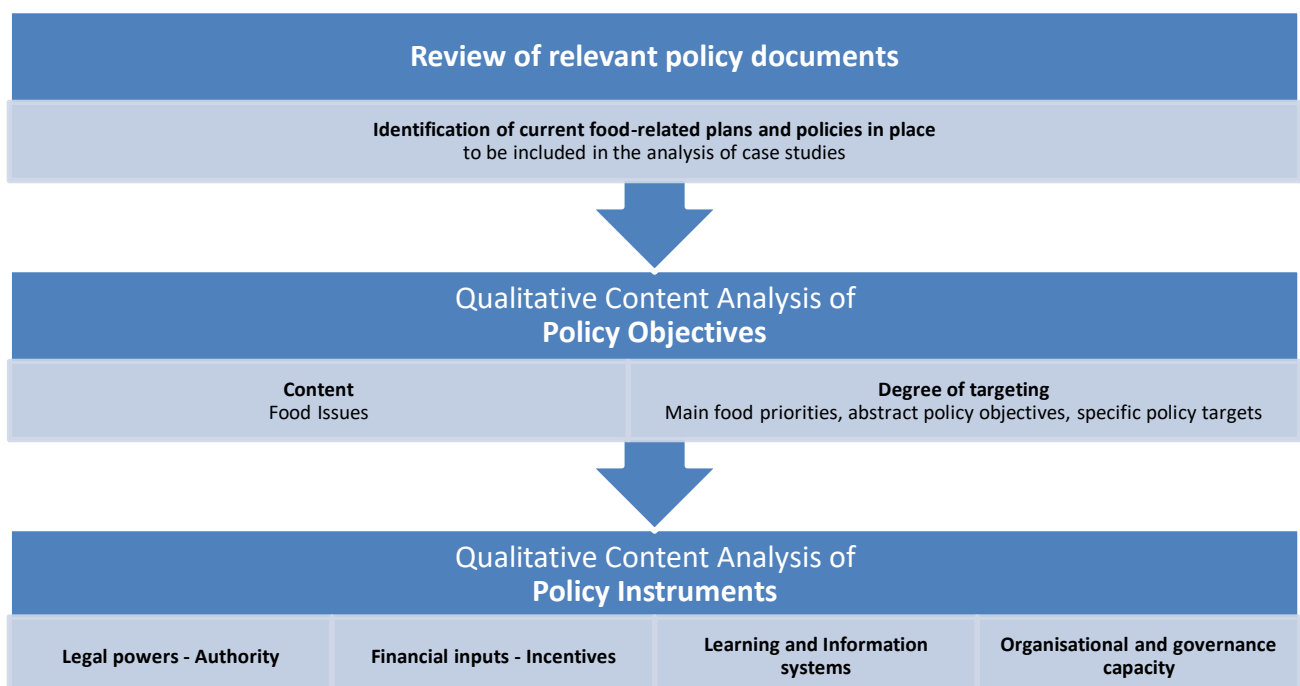 Review of relevant policy documents
Identification of current food-related plans and policies in place
to be included in the analysis of case studies
Qualitative Content Analysis of
Policy Objectives
Content
Food Issues
Degree of targeting
Main food priorities, abstract policy objectives, specific policy targets
Qualitative Content Analysis of
Policy Instruments
Legal powers - Authority
Financial inputs - Incentives
Learning and Information
systems
Organisational and governance
capacity